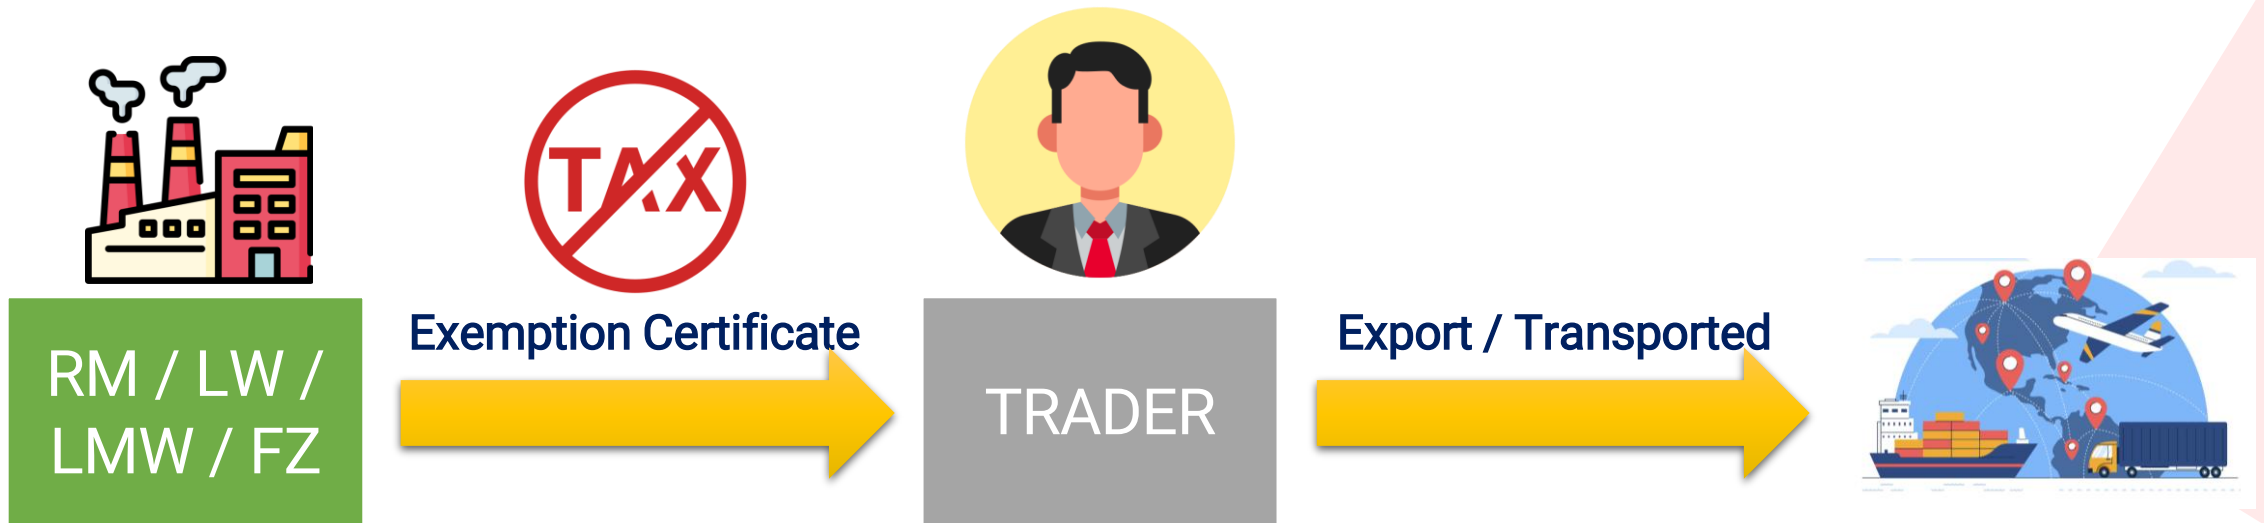 TAX
Exemption Certificate
Export / Transported
RM / LW /
LMW / FZ
TRADER